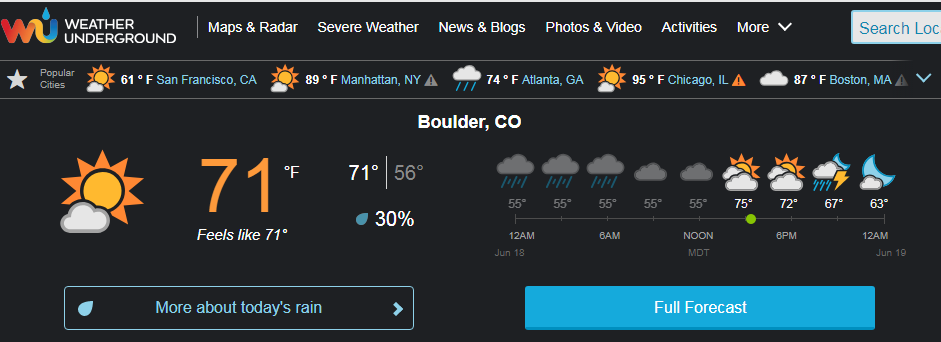 WEATHER UNDERGROUND Maps & Radar Severe Weather News & Blogs Photos & Video Activities More Search Loc
Popular Cities 61 ° F San Francisco, CA 89 ° F Manhattan, NY 74 ° F Atlanta, GA 95 ° F Chicago, IL 87 ° F Boston, MA
Boulder, CO
71 °F
Feels like 71°
71° 56°
30%
55° 55° 55° 55° 55° 75° 72° 67° 63°
12AM 6AM NOON 6PM 12AM
Jun 18 MDT Jun 19
More about today's rain
Full Forecast